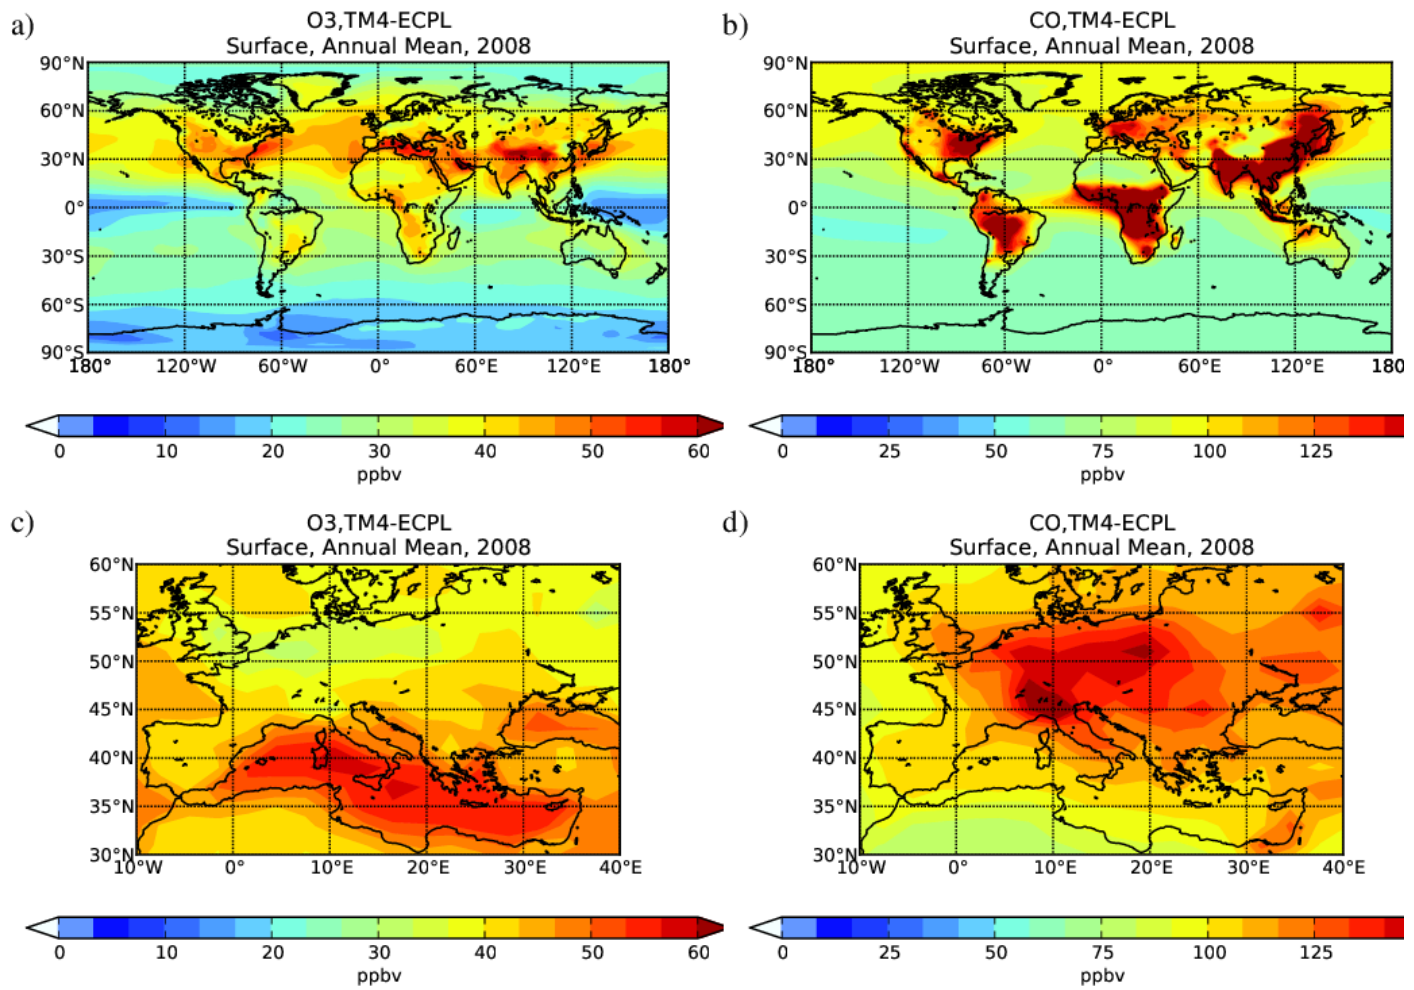 a)
O3,TM4-ECPL
Surface, Annual Mean, 2008
90°N
60°N
30°N
0°
30°S
60°S
90°S
180° 120°W 60°W 0° 60°E 120°E 180°
0 10 20 30 40 50 60
ppbv
b)
CO,TM4-ECPL
Surface, Annual Mean, 2008
90°N
60°N
30°N
0°
30°S
60°S
90°S
180° 120°W 60°W 0° 60°E 120°E 180
0 25 50 75 100 125
ppbv
c)
O3,TM4-ECPL
Surface, Annual Mean, 2008
60°N
55°N
50°N
45°N
40°N
35°N
30°N
10°W 0° 10°E 20°E 30°E 40°E
0 10 20 30 40 50 60
ppbv
d)
CO,TM4-ECPL
Surface, Annual Mean, 2008
60°N
55°N
50°N
45°N
40°N
35°N
30°N
10°W 0° 10°E 20°E 30°E 40°E
0 25 50 75 100 125
ppbv